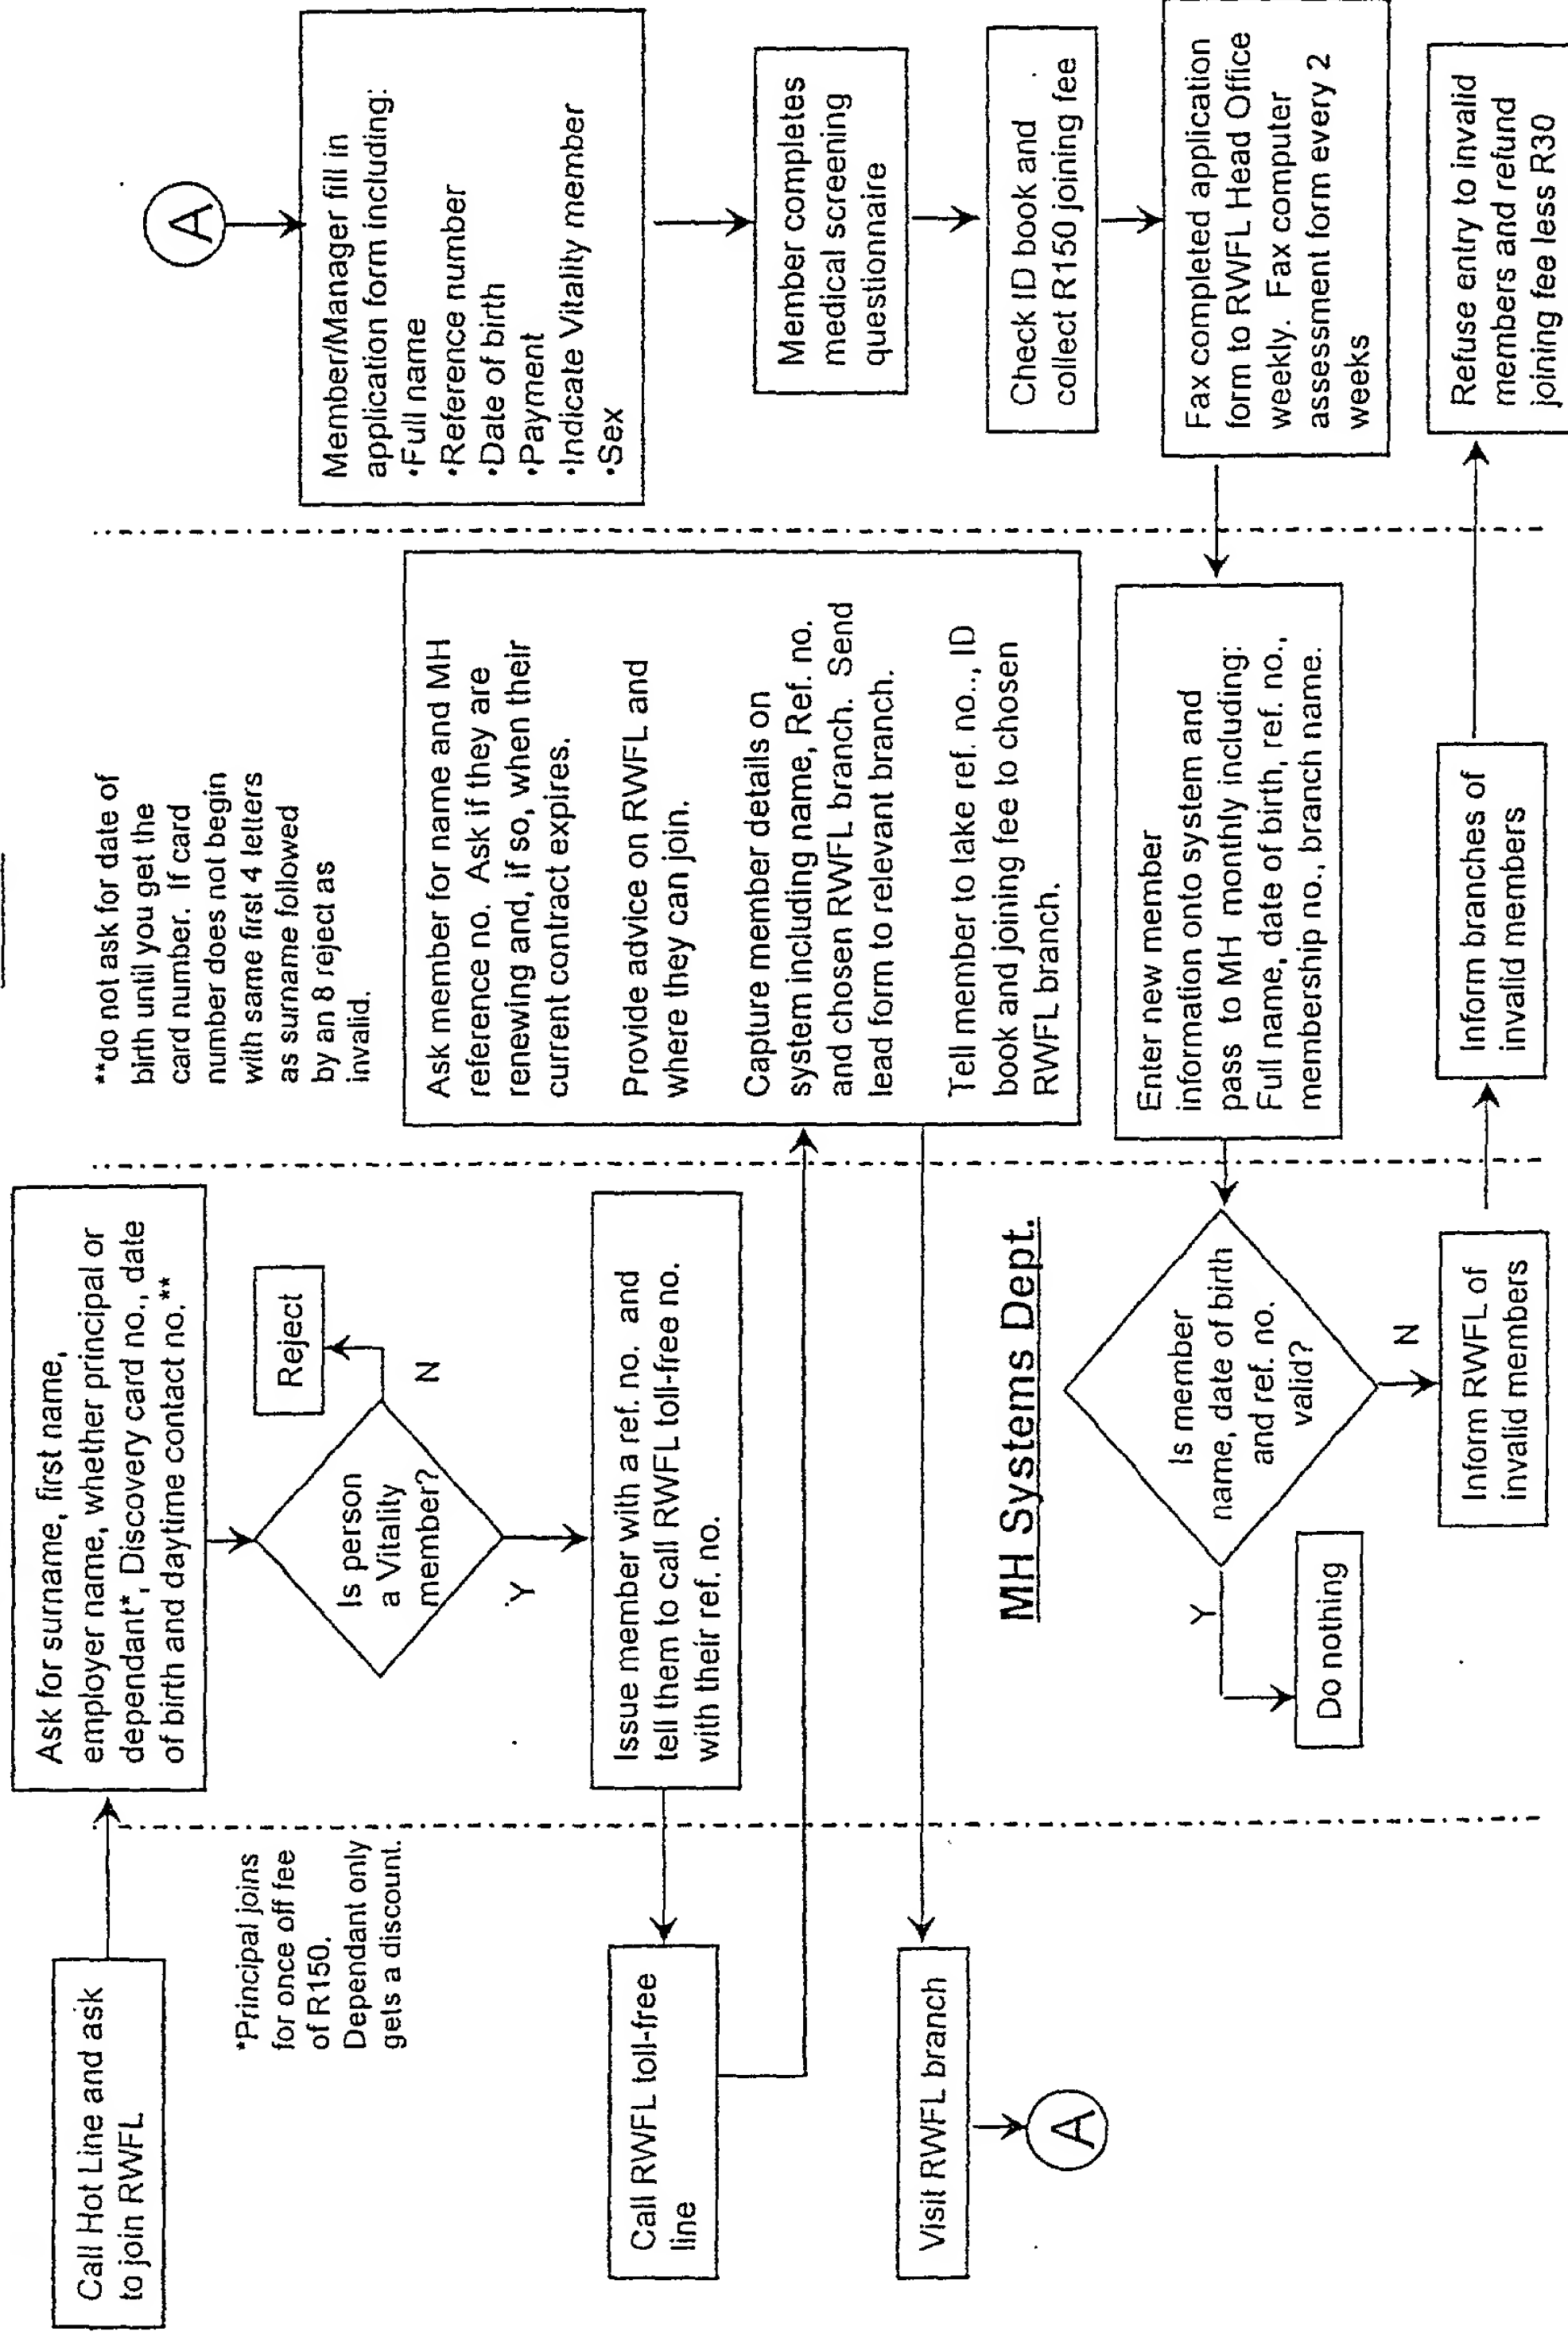 Call Hot Line and ask
to join RWFL
*Principal joins
for once off fee
of R150.
Dependant only
gets a discount.
Call RWFL toll-free
line
Visit RWFL branch
A
Ask for surname, first name,
employer name, whether principal or
dependant*, Discovery card no., date
of birth and daytime contact no.**
Is person
a Vitality
member?
N
Reject
Y
Issue member with a ref. no. and
tell them to call RWFL toll-free no.
with their ref. no.
MH Systems Dept.
Is member
name, date of birth
and ref. no.
valid?
Y
Do nothing
N
Inform RWFL of
invalid members
**do not ask for date of
birth until you get the
card number. If card
number does not begin
with same first 4 letters
as surname followed
by an 8 reject as
invalid.
Ask member for name and MH
reference no. Ask if they are
renewing and, if so, when their
current contract expires.
Provide advice on RWFL and
where they can join.
Capture member details on
system including name, Ref. no.
and chosen RWFL branch. Send
lead form to relevant branch.
Tell member to take ref. no.., ID
book and joining fee to chosen
RWFL branch.
Enter new member
information onto system and
pass to MH monthly including:
Full name, date of birth, ref. no.,
membership no., branch name.
Inform branches of
invalid members
A
Member/Manager fill in
application form including:
•Full name
•Reference number
•Date of birth
•Payment
•Indicate Vitality member
•Sex
Member completes
medical screening
questionnaire
Check ID book and
collect R150 joining fee
Fax completed application
form to RWFL Head Office
weekly. Fax computer
assessment form every 2
weeks
Refuse entry to invalid
members and refund
joining fee less R30